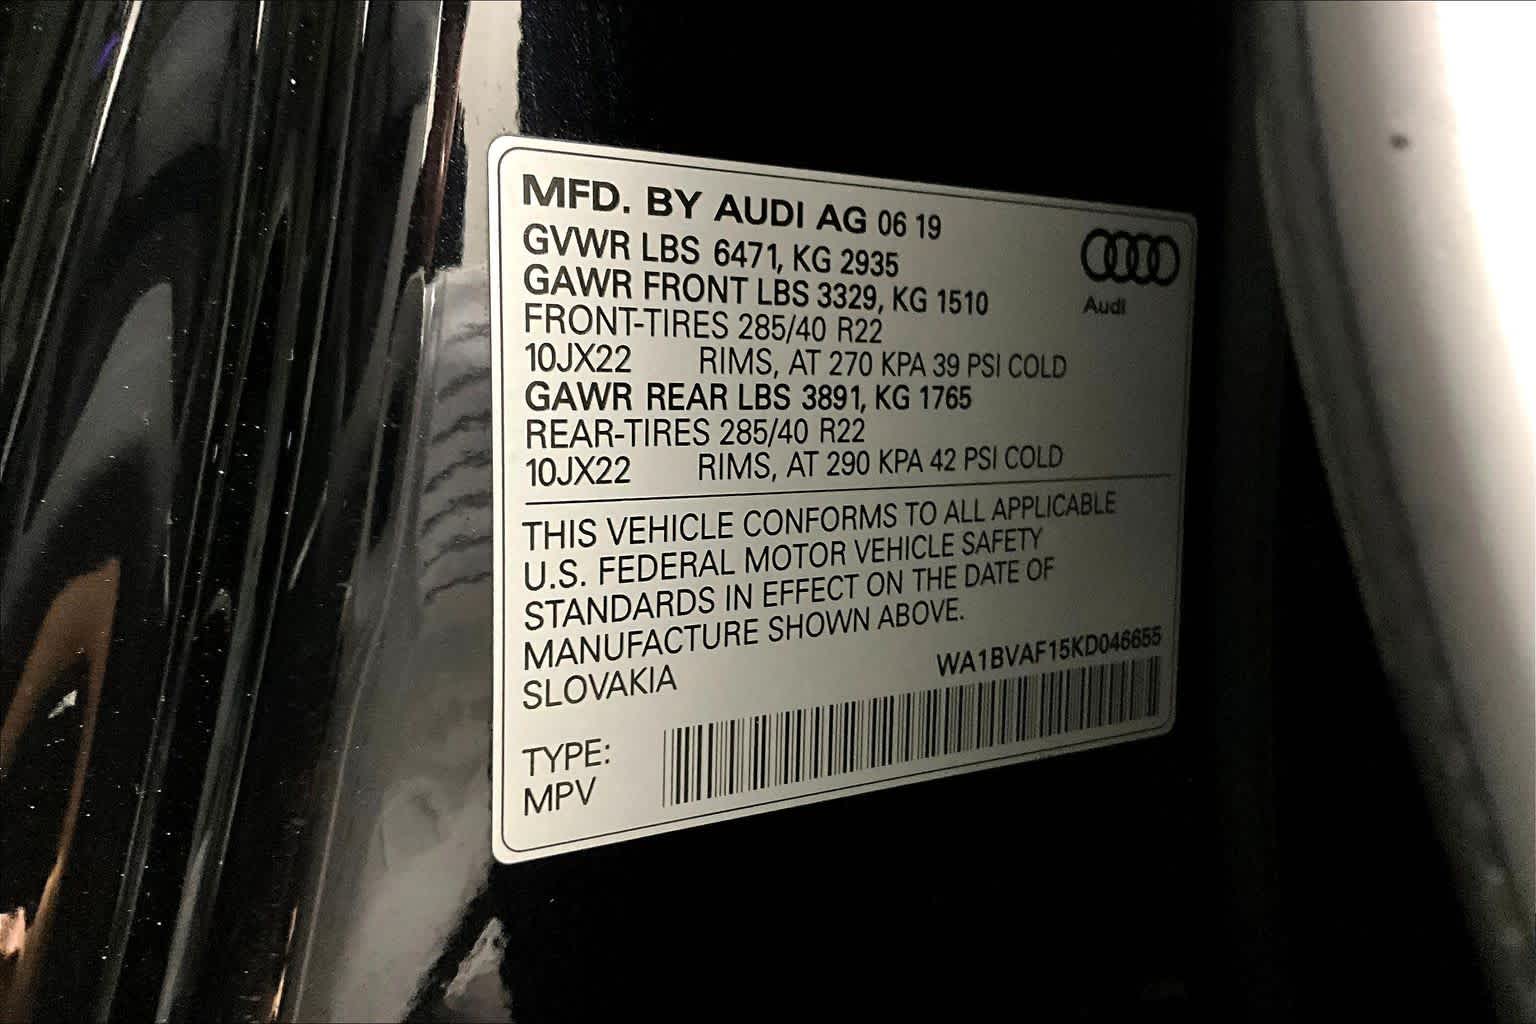 MFD. BY AUDI AG 06 19
GVWR LBS 6471, KG 2935
GAWR FRONT LBS 3329, KG 1510
FRONT-TIRES 285/40 R22
10JX22 RIMS, AT 270 KPA 39 PSI COLD
GAWR REAR LBS 3891, KG 1765
REAR-TIRES 285/40 R22
10JX22 RIMS, AT 290 KPA 42 PSI COLD
Audi
THIS VEHICLE CONFORMS TO ALL APPLICABLE
U.S. FEDERAL MOTOR VEHICLE SAFETY
STANDARDS IN EFFECT ON THE DATE OF
MANUFACTURE SHOWN ABOVE.
SLOVAKIA
WA1BVAF15KD046655
TYPE:
MPV